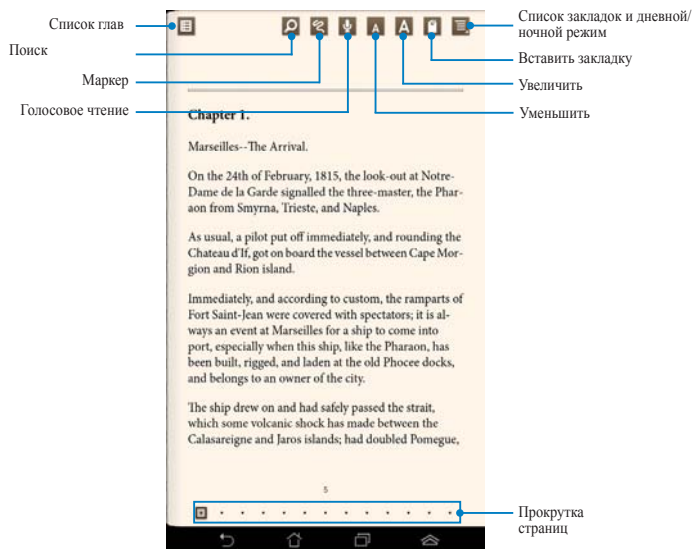 Список глав
Поиск
Маркер
Голосовое чтение
Список закладок и дневной/
ночной режим
Вставить закладку
Увеличить
Уменьшить
A
A
Chapter 1.
Marseilles--The Arrival.
On the 24th of February, 1815, the look-out at Notre-
Dame de la Garde signalled the three-master, the Phar-
aon from Smyrna, Trieste, and Naples.
As usual, a pilot put off immediately, and rounding the
Chateau d'If, got on board the vessel between Cape Mor-
gion and Rion island.
Immediately, and according to custom, the ramparts of
Fort Saint-Jean were covered with spectators; it is al-
ways an event at Marseilles for a ship to come into
port, especially when this ship, like the Pharaon, has
been built, rigged, and laden at the old Phocee docks,
and belongs to an owner of the city.
The ship drew on and had safely passed the strait,
which some volcanic shock has made between the
Calasareigne and Jaros islands; had doubled Pomegue,
5
Прокрутка
страниц